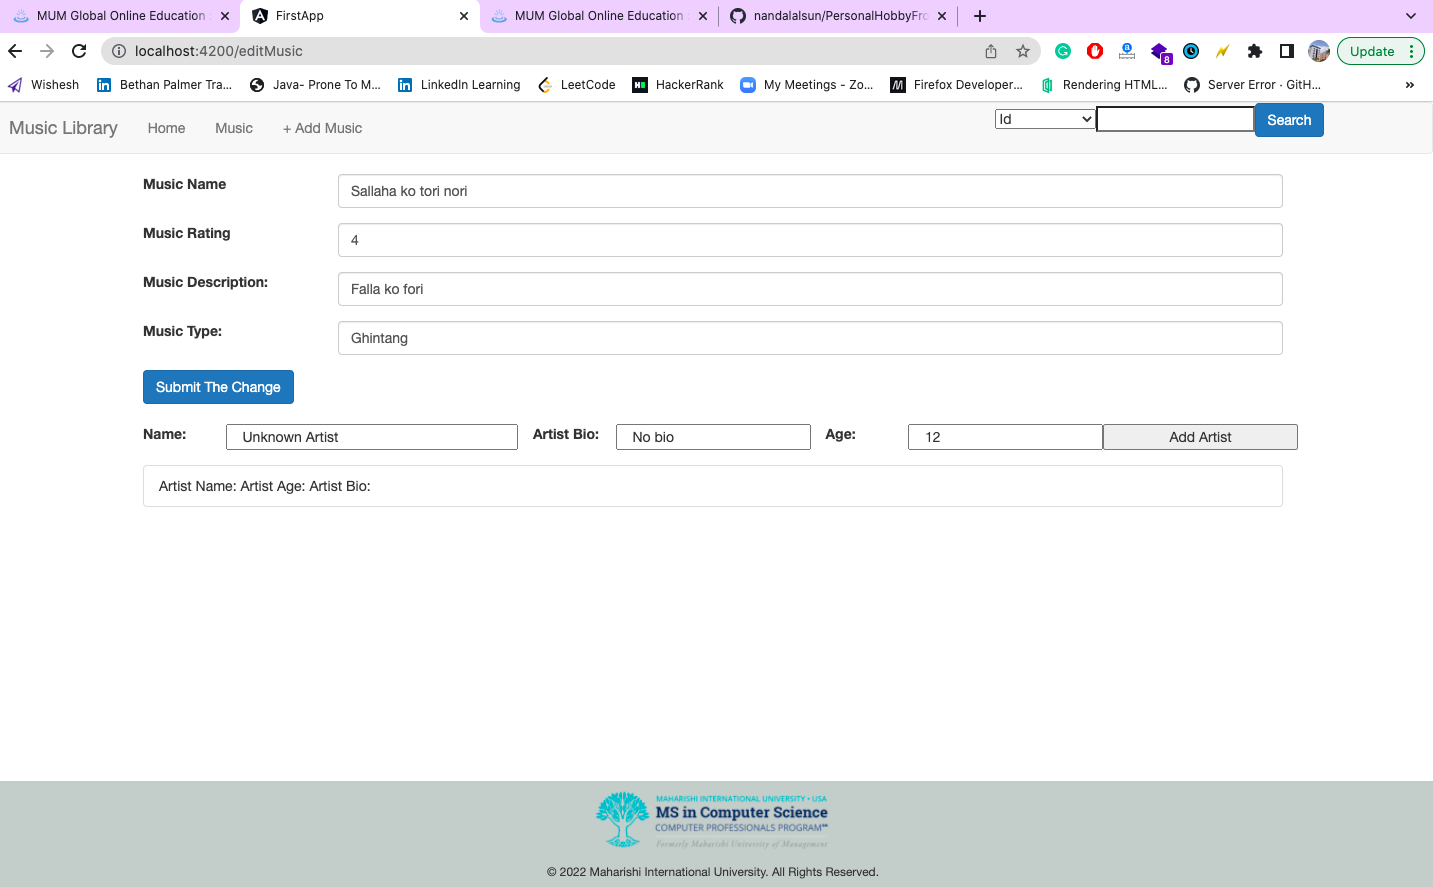 MUM Global Online Education
FirstApp
MUM Global Online Education
nandalalsun/PersonalHobbyFro
localhost:4200/editMusic
8
8
Update
Wishesh
Bethan Palmer Tra...
Java- Prone To M...
LinkedIn Learning
LeetCode
HackerRank
My Meetings - Zo...
Firefox Developer...
Rendering HTML...
Server Error · GitH...
»
Music Library
Home
Music
+ Add Music
Id
Search
Music Name
Sallaha ko tori nori
Music Rating
4
Music Description:
Falla ko fori
Music Type:
Ghintang
Submit The Change
Name:
Unknown Artist
Artist Bio:
No bio
Age:
12
Add Artist
Artist Name: Artist Age: Artist Bio:
MAHARISHI INTERNATIONAL UNIVERSITY • USA
MS in Computer Science
COMPUTER PROFESSIONALS PROGRAM℠
Formerly Maharishi University of Management
© 2022 Maharishi International University. All Rights Reserved.